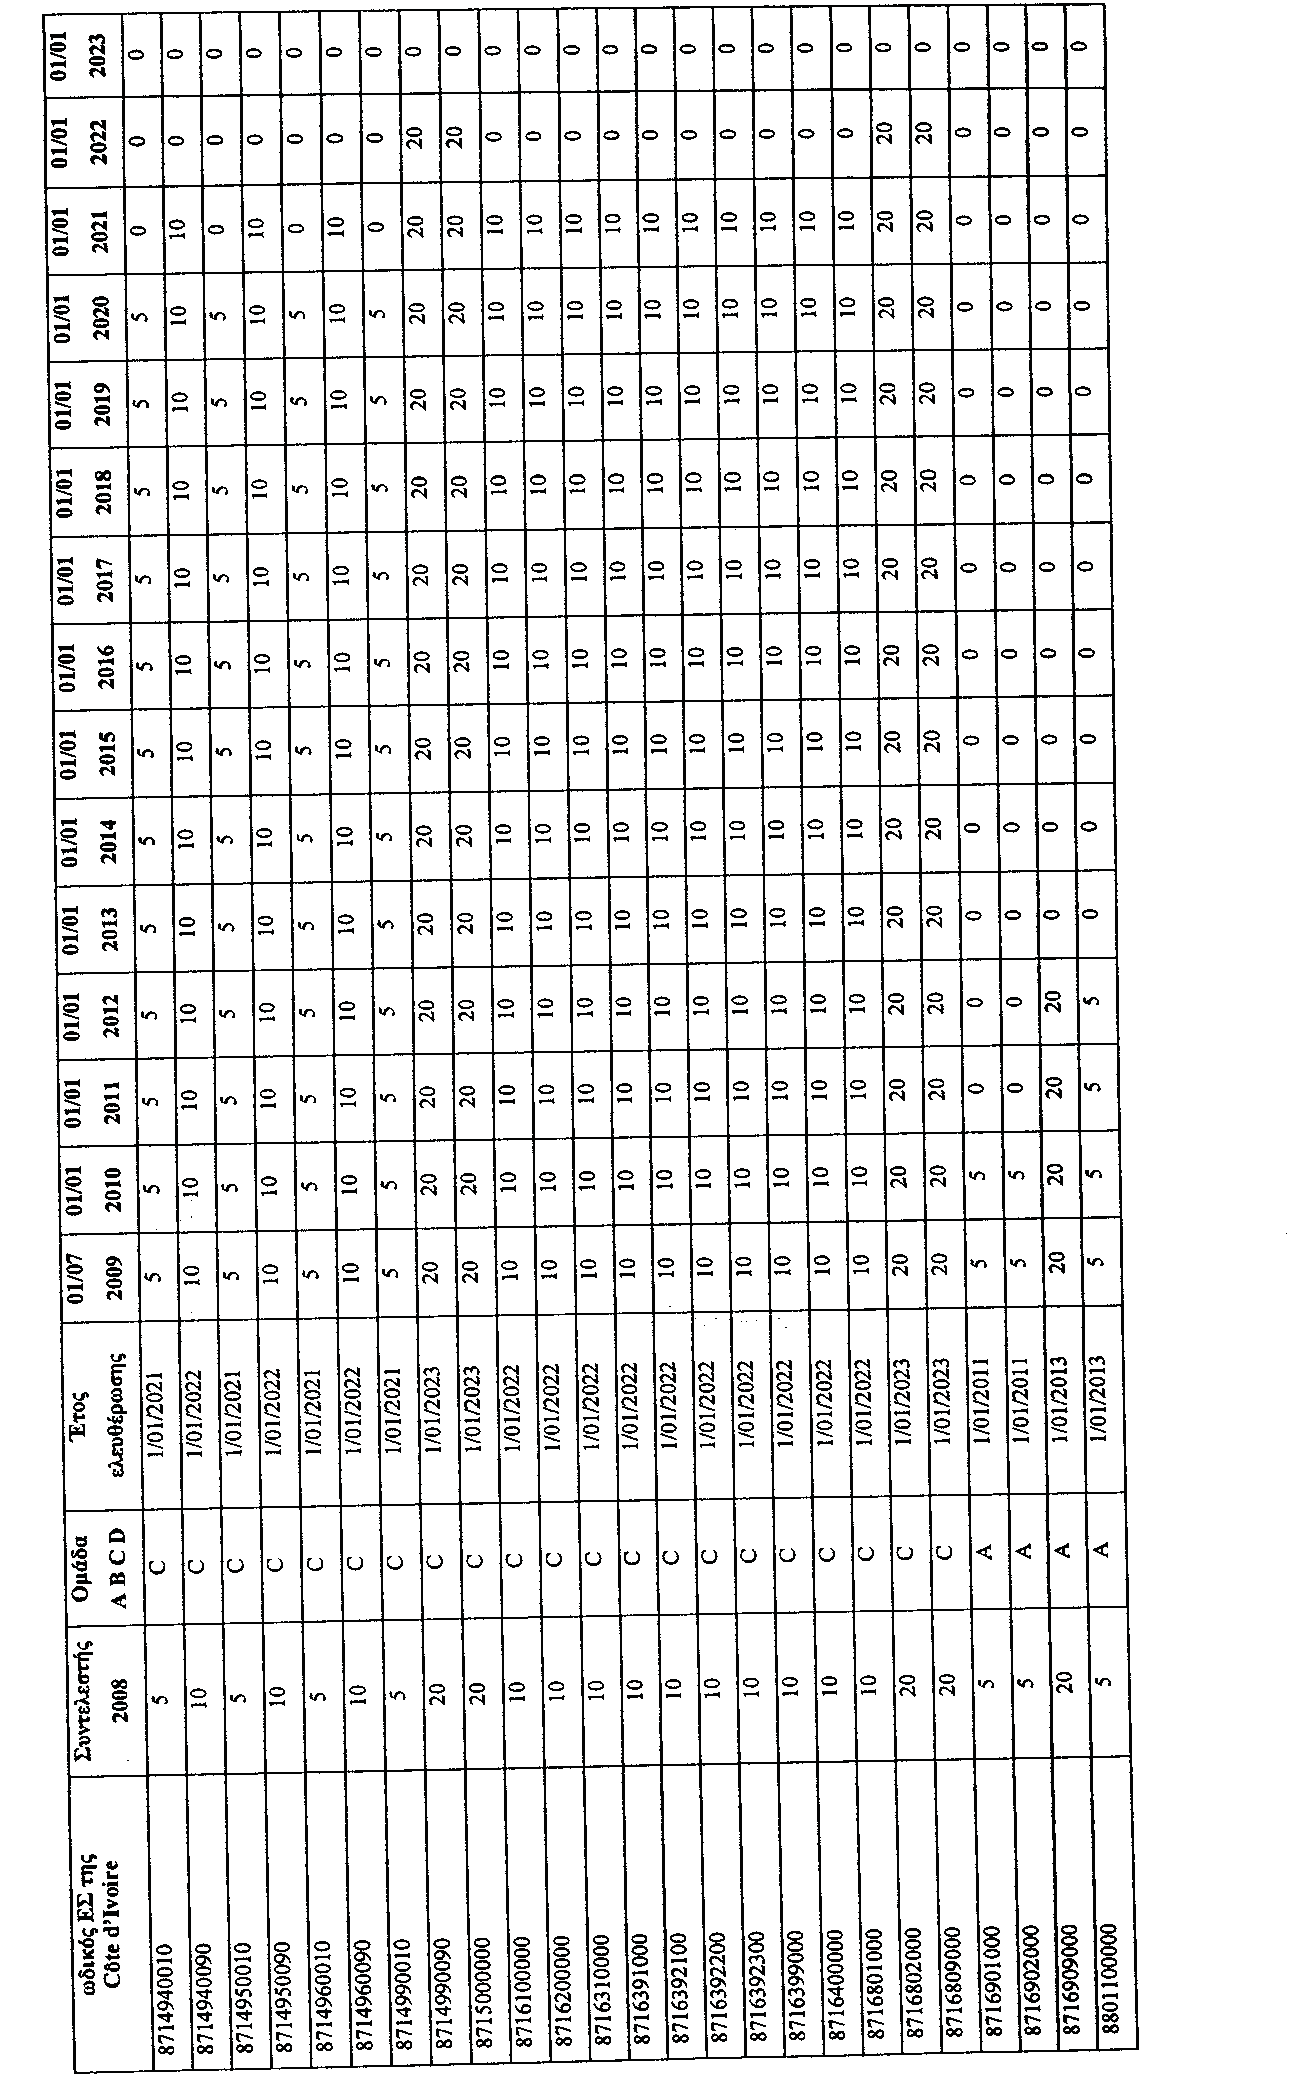 ωδικός ΕΣ της Côte d'Ivoire | Συντελεστής 2008 | Ομάδα A B C D | Έτος ελευθέρωσης | 01/07 2009 | 01/01 2010 | 01/01 2011 | 01/01 2012 | 01/01 2013 | 01/01 2014 | 01/01 2015 | 01/01 2016 | 01/01 2017 | 01/01 2018 | 01/01 2019 | 01/01 2020 | 01/01 2021 | 01/01 2022 | 01/01 2023
8714940010 | 5 | C | 1/01/2021 | 5 | 5 | 5 | 5 | 5 | 5 | 5 | 5 | 5 | 5 | 5 | 5 | 0 | 0 | 0
8714940090 | 10 | C | 1/01/2022 | 10 | 10 | 10 | 10 | 10 | 10 | 10 | 10 | 10 | 10 | 10 | 10 | 10 | 0 | 0
8714950010 | 5 | C | 1/01/2021 | 5 | 5 | 5 | 5 | 5 | 5 | 5 | 5 | 5 | 5 | 5 | 5 | 0 | 0 | 0
8714950090 | 10 | C | 1/01/2022 | 10 | 10 | 10 | 10 | 10 | 10 | 10 | 10 | 10 | 10 | 10 | 10 | 10 | 0 | 0
8714960010 | 5 | C | 1/01/2021 | 5 | 5 | 5 | 5 | 5 | 5 | 5 | 5 | 5 | 5 | 5 | 5 | 0 | 0 | 0
8714960090 | 10 | C | 1/01/2022 | 10 | 10 | 10 | 10 | 10 | 10 | 10 | 10 | 10 | 10 | 10 | 10 | 10 | 0 | 0
8714990010 | 5 | C | 1/01/2021 | 5 | 5 | 5 | 5 | 5 | 5 | 5 | 5 | 5 | 5 | 5 | 5 | 0 | 0 | 0
8714990090 | 20 | C | 1/01/2023 | 20 | 20 | 20 | 20 | 20 | 20 | 20 | 20 | 20 | 20 | 20 | 20 | 20 | 20 | 0
8715000000 | 20 | C | 1/01/2023 | 20 | 20 | 20 | 20 | 20 | 20 | 20 | 20 | 20 | 20 | 20 | 20 | 20 | 20 | 0
8716100000 | 10 | C | 1/01/2022 | 10 | 10 | 10 | 10 | 10 | 10 | 10 | 10 | 10 | 10 | 10 | 10 | 10 | 0 | 0
8716200000 | 10 | C | 1/01/2022 | 10 | 10 | 10 | 10 | 10 | 10 | 10 | 10 | 10 | 10 | 10 | 10 | 10 | 0 | 0
8716310000 | 10 | C | 1/01/2022 | 10 | 10 | 10 | 10 | 10 | 10 | 10 | 10 | 10 | 10 | 10 | 10 | 10 | 0 | 0
8716391000 | 10 | C | 1/01/2022 | 10 | 10 | 10 | 10 | 10 | 10 | 10 | 10 | 10 | 10 | 10 | 10 | 10 | 0 | 0
8716392100 | 10 | C | 1/01/2022 | 10 | 10 | 10 | 10 | 10 | 10 | 10 | 10 | 10 | 10 | 10 | 10 | 10 | 0 | 0
8716392200 | 10 | C | 1/01/2022 | 10 | 10 | 10 | 10 | 10 | 10 | 10 | 10 | 10 | 10 | 10 | 10 | 10 | 0 | 0
8716392300 | 10 | C | 1/01/2022 | 10 | 10 | 10 | 10 | 10 | 10 | 10 | 10 | 10 | 10 | 10 | 10 | 10 | 0 | 0
8716399000 | 10 | C | 1/01/2022 | 10 | 10 | 10 | 10 | 10 | 10 | 10 | 10 | 10 | 10 | 10 | 10 | 10 | 0 | 0
8716400000 | 10 | C | 1/01/2022 | 10 | 10 | 10 | 10 | 10 | 10 | 10 | 10 | 10 | 10 | 10 | 10 | 10 | 0 | 0
8716801000 | 10 | C | 1/01/2022 | 10 | 10 | 10 | 10 | 10 | 10 | 10 | 10 | 10 | 10 | 10 | 10 | 10 | 0 | 0
8716802000 | 20 | C | 1/01/2023 | 20 | 20 | 20 | 20 | 20 | 20 | 20 | 20 | 20 | 20 | 20 | 20 | 20 | 20 | 0
8716809000 | 20 | C | 1/01/2023 | 20 | 20 | 20 | 20 | 20 | 20 | 20 | 20 | 20 | 20 | 20 | 20 | 20 | 20 | 0
8716901000 | 5 | A | 1/01/2011 | 5 | 5 | 0 | 0 | 0 | 0 | 0 | 0 | 0 | 0 | 0 | 0 | 0 | 0 | 0
8716902000 | 5 | A | 1/01/2011 | 5 | 5 | 0 | 0 | 0 | 0 | 0 | 0 | 0 | 0 | 0 | 0 | 0 | 0 | 0
8716909000 | 20 | A | 1/01/2013 | 20 | 20 | 20 | 20 | 0 | 0 | 0 | 0 | 0 | 0 | 0 | 0 | 0 | 0 | 0
8801100000 | 5 | A | 1/01/2013 | 5 | 5 | 5 | 5 | 0 | 0 | 0 | 0 | 0 | 0 | 0 | 0 | 0 | 0 | 0